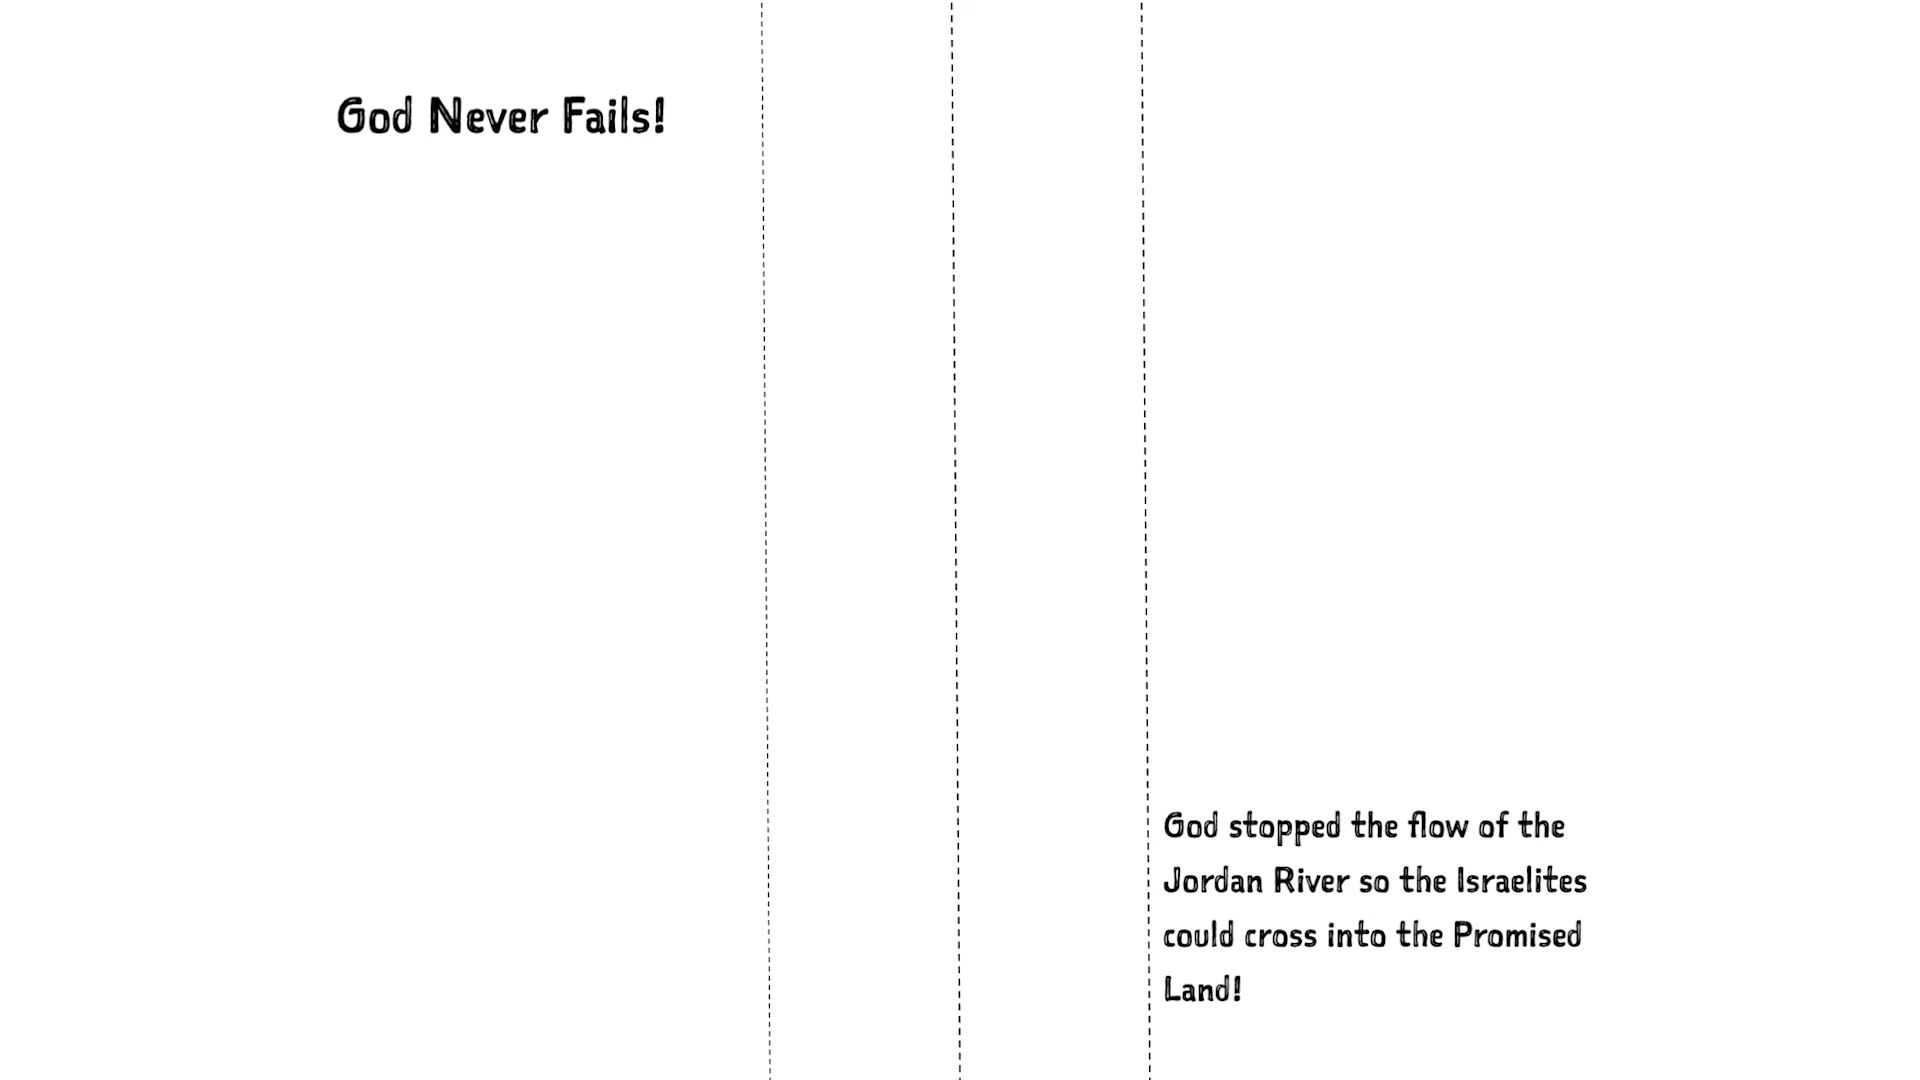 God Never Fails!
God stopped the flow of the
Jordan River so the Israelites
could cross into the Promised
Land!